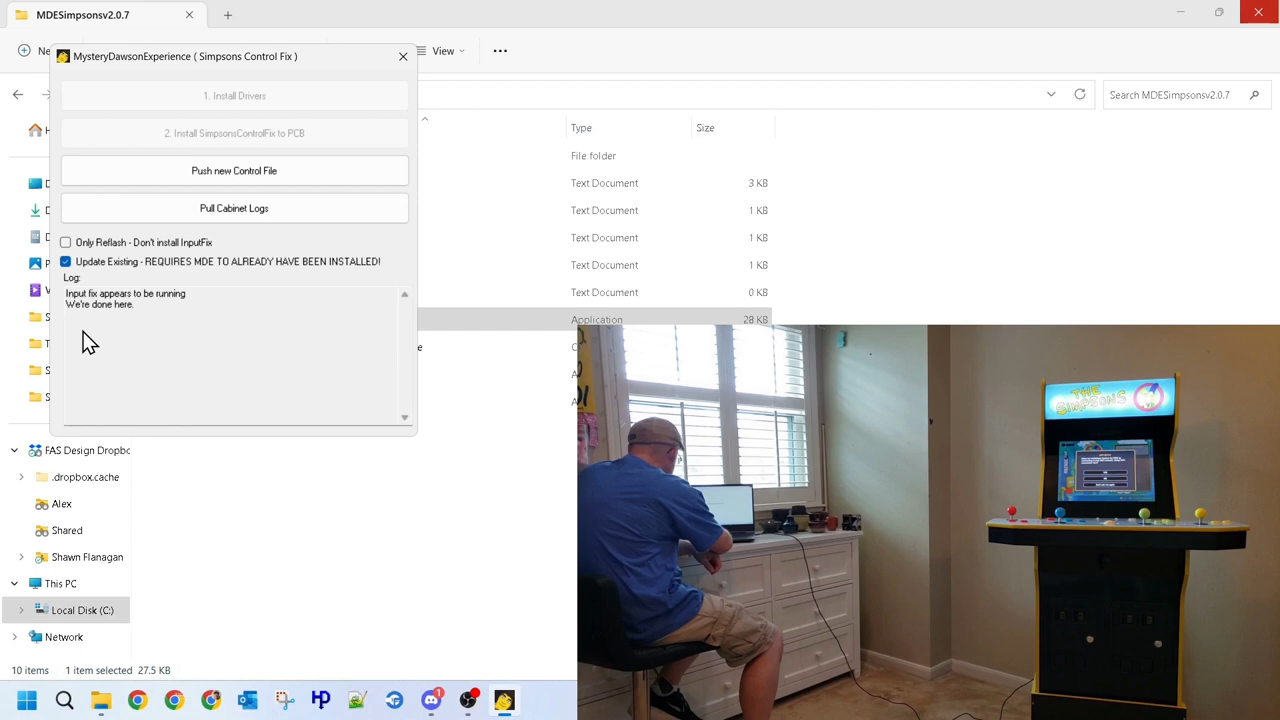 MDESimpsonsv2.0.7
Ne
View
MysteryDawsonExperience ( Simpsons Control Fix )
1. Install Drivers
2. Install SimpsonsControlFix to PCB
Push new Control File
Pull Cabinet Logs
Only Reflash - Don't install InputFix
Update Existing - REQUIRES MDE TO ALREADY HAVE BEEN INSTALLED!
Log:
Input fix appears to be running
We're done here.
Search MDESimpsonsv2.0.7
Type
Size
File folder
Text Document
3 KB
Text Document
1 KB
Text Document
1 KB
Text Document
1 KB
Text Document
0 KB
Application
28 KB
e
C
A
A
H
D
D
P
V
S
T
S
S
FAS Design Dropbo
.dropbox.cache
Alex
Shared
Shawn Flanagan
This PC
Local Disk (C:)
Network
10 items
1 item selected 27.5 KB
HP
1
THE
SIMPSONS